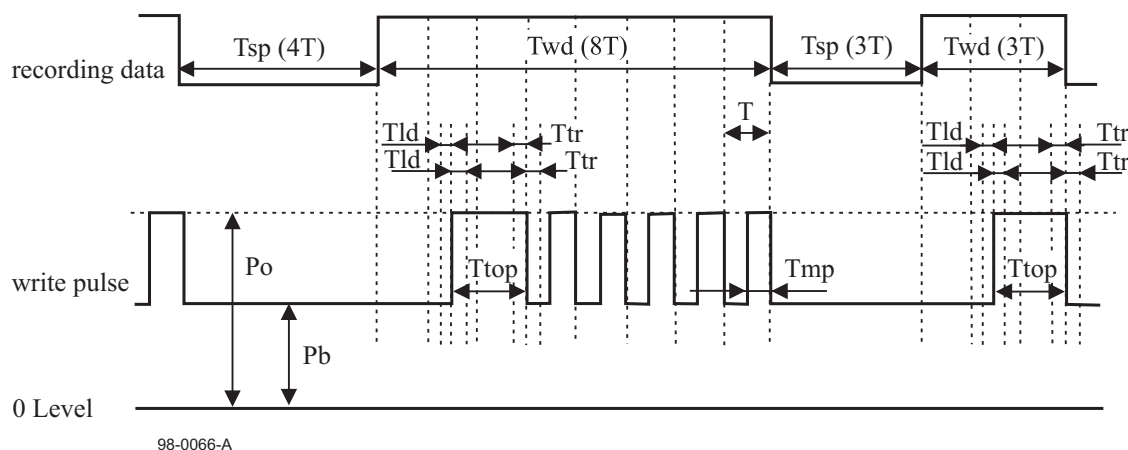 Tsp (4T)
Twd (8T)
Tsp (3T)
Twd (3T)
recording data
T
Tld
Ttr
Tld
Ttr
Tld
Ttr
Tld
Ttr
Po
Ttop
Tmp
Ttop
write pulse
Pb
0 Level
98-0066-A